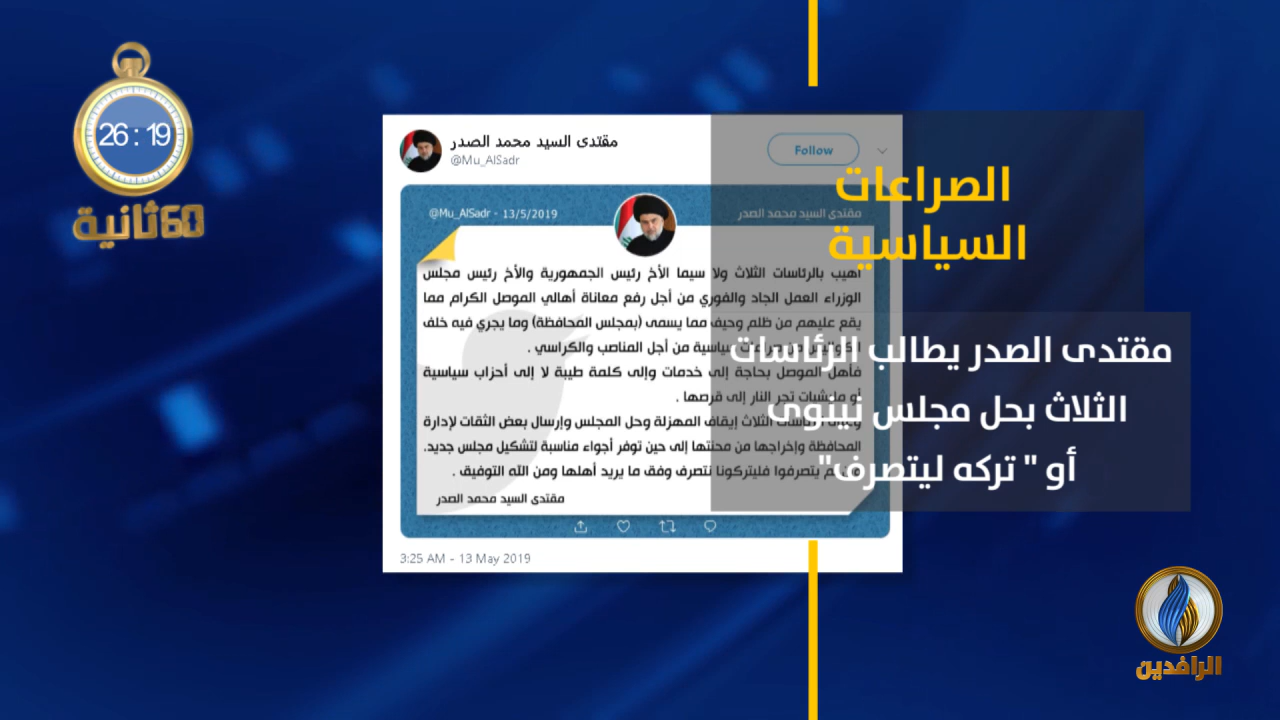 26 : 19
60ثانية
مقتدى السيد محمد الصدر
@Mu_AlSadr
Follow
@Mu_AlSadr - 13/5/2019
مقتدى السيد محمد الصدر
أهيب بالرئاسات الثلاث ولا سيما الأخ رئيس الجمهورية والأخ رئيس مجلس
الوزراء العمل الجاد والفوري من أجل رفع معاناة أهالي الموصل الكرام مما
يقع عليهم من ظلم وحيف مما يسمى (بمجلس المحافظة) وما يجري فيه خلف
من صراعات سياسية من أجل المناصب والكراسي .
فأهل الموصل بحاجة إلى خدمات وإلى كلمة طيبة لا إلى أحزاب سياسية
أو مليشيات تجر النار إلى قرصها .
الرئاسات الثلاث إيقاف المهزلة وحل المجلس وإرسال بعض الثقات لإدارة
المحافظة وإخراجها من محنتها إلى حين توفر أجواء مناسبة لتشكيل مجلس جديد.
لم يتصرفوا فليتركونا نتصرف وفق ما يريد أهلها ومن الله التوفيق .
مقتدى السيد محمد الصدر
3:25 AM - 13 May 2019
الصراعات
السياسية
مقتدى الصدر يطالب الرئاسات
الثلاث بحل مجلس نينوى
أو " تركه ليتصرف"
الرافدين